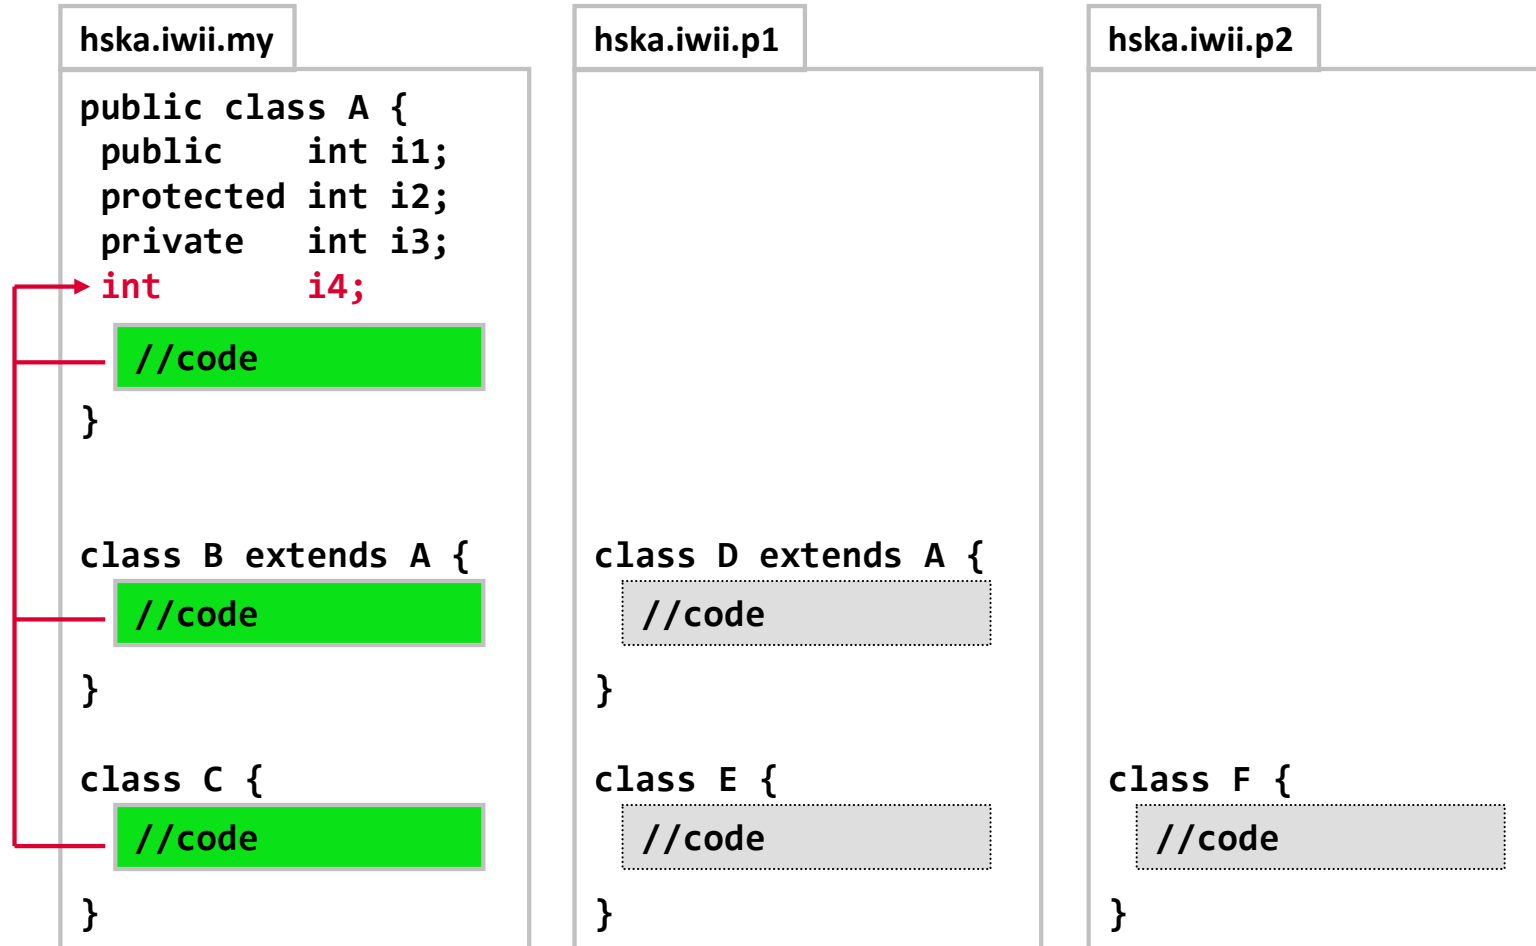 hska.iwii.my
public class A {
public    int i1;
protected int i2;
private   int i3;
int       i4;
//code
}
class B extends A {
//code
}
class C {
//code
}
hska.iwii.p1
class D extends A {
//code
}
class E {
//code
}
hska.iwii.p2
class F {
//code
}